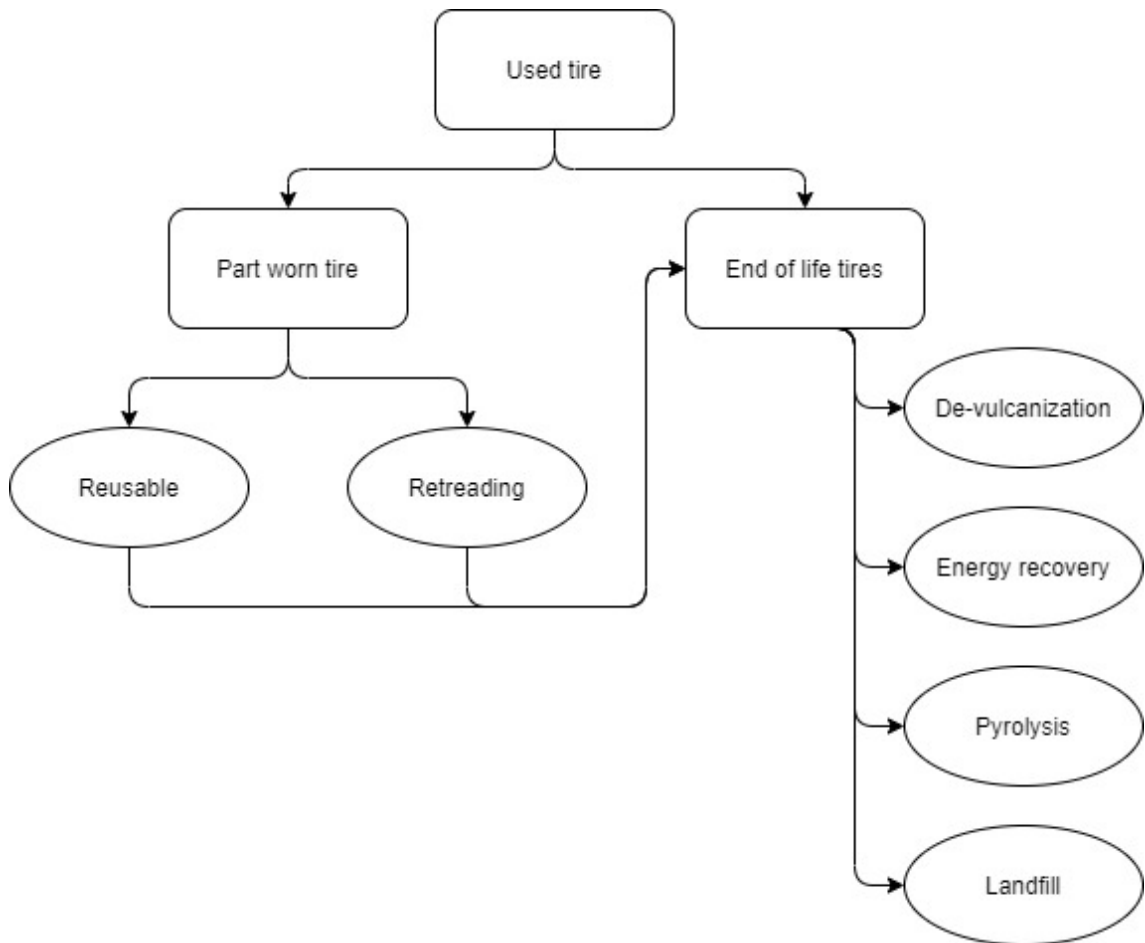 Used tire
Part worn tire
End of life tires
De-vulcanization
Reusable
Retreading
Energy recovery
Pyrolysis
Landfill